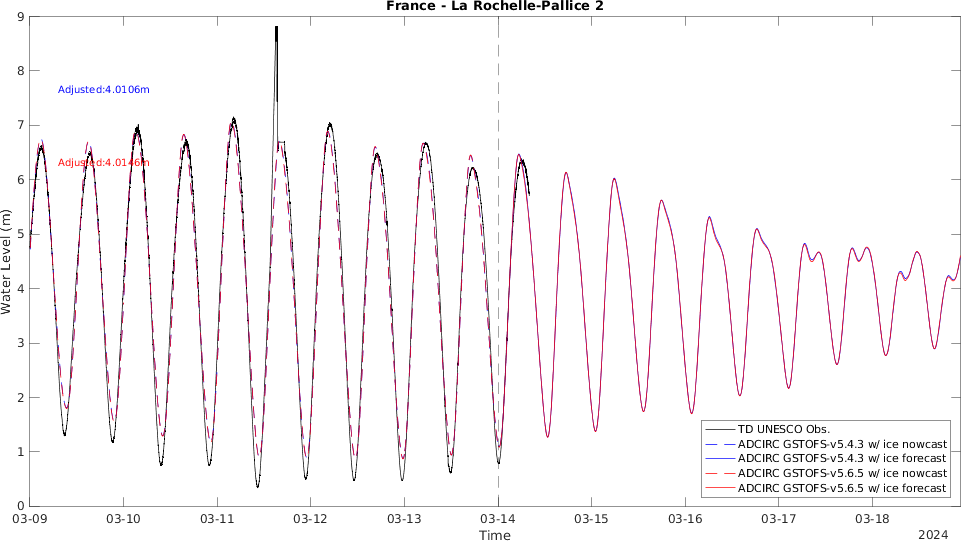 France - La Rochelle-Pallice 2
9
8
7
6
5
4
3
2
1
0
Water Level (m)
Adjusted:4.0106m
Adjusted:4.0146m
TD UNESCO Obs.
ADCIRC GSTOFS-v5.4.3 w/ ice nowcast
ADCIRC GSTOFS-v5.4.3 w/ ice forecast
ADCIRC GSTOFS-v5.6.5 w/ ice nowcast
ADCIRC GSTOFS-v5.6.5 w/ ice forecast
03-09 03-10 03-11 03-12 03-13 03-14 03-15 03-16 03-17 03-18
Time
2024